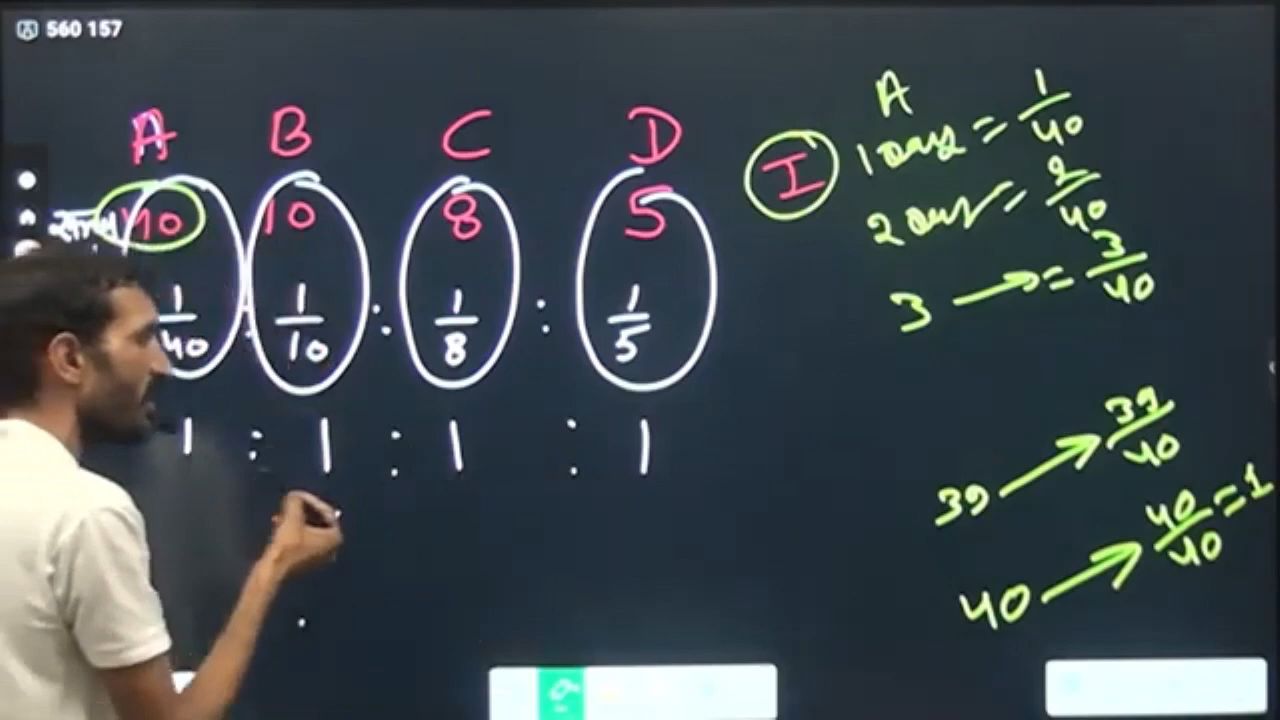 560 157
A B C D
40 10 8 5
1/40 : 1/10 : 1/8 : 1/5
1 : 1 : 1 : 1
I
A
1 day = 1/40
2 day = 2/40
3 → = 3/40
39 → 39/40
40 → 40/40 = 1